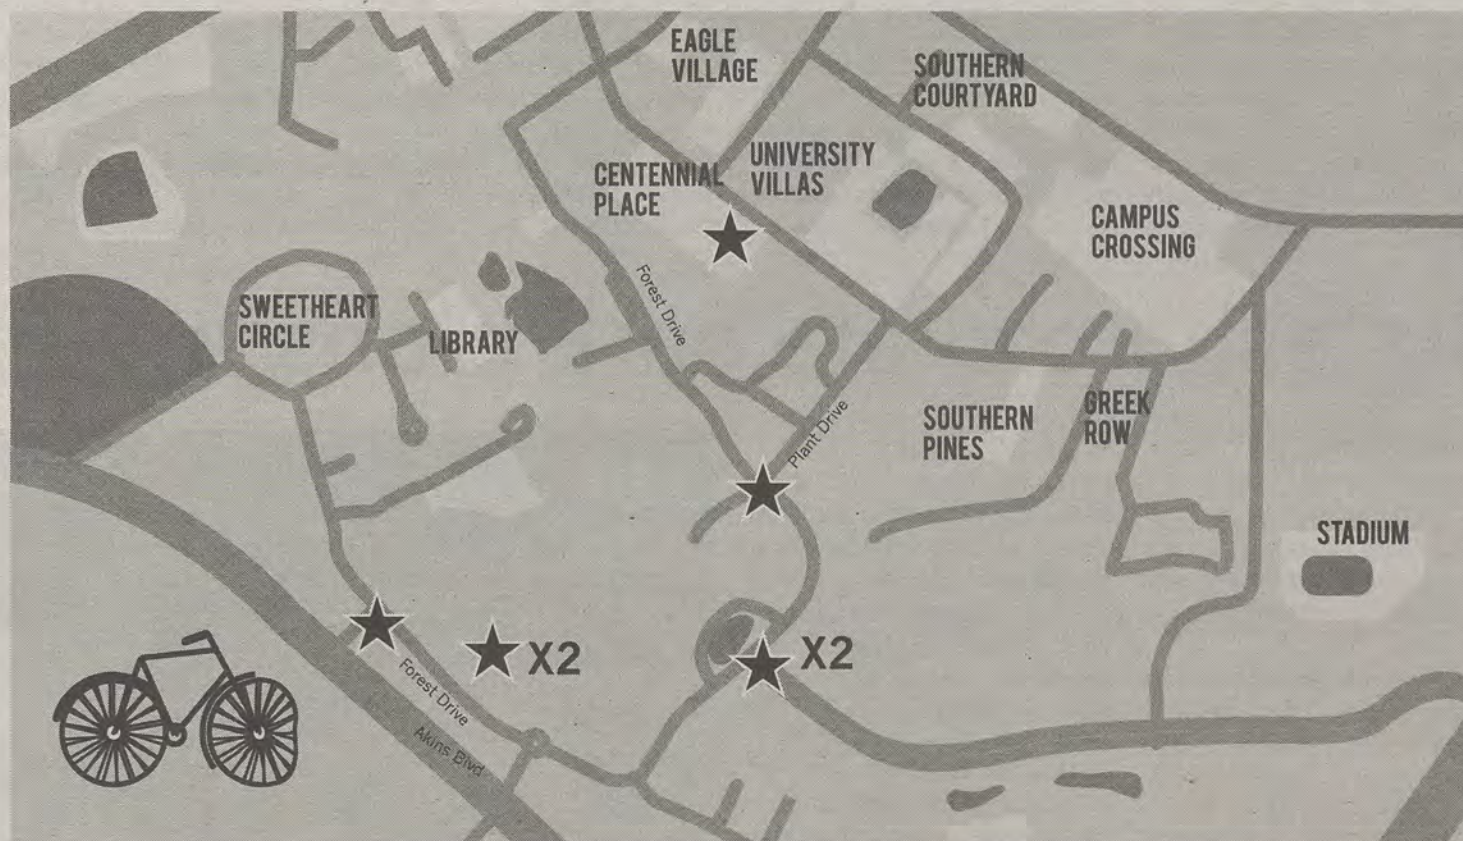 EAGLE
VILLAGE
SOUTHERN
COURTYARD
UNIVERSITY
VILLAS
CENTENNIAL
PLACE
CAMPUS
CROSSING
SWEETHEART
CIRCLE
LIBRARY
Forest Drive
SOUTHERN
PINES
GREEK
ROW
Plant Drive
STADIUM
X2
X2
Forest Drive
Akins Blvd